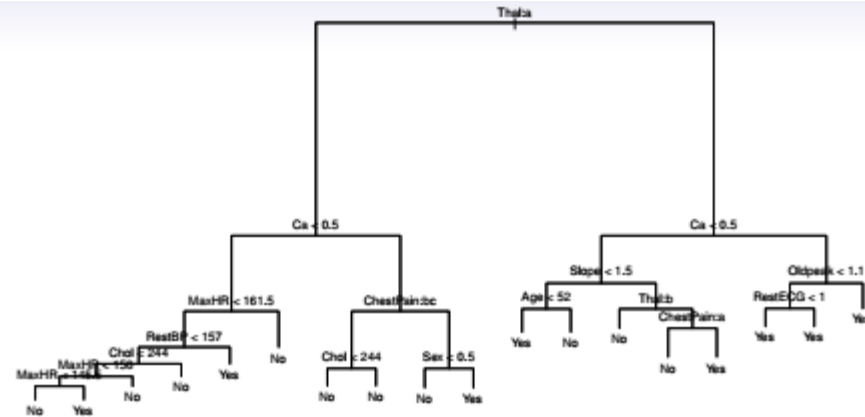 Thal:a
Ca < 0.5
Ca < 0.5
Slope < 1.5
Oldpeak < 1.1
MaxHR < 161.5
ChestPain:bc
Age < 52
Thal:b
RestECG < 1
ChestPain:a
RestBP < 157
Chol < 244
MaxHR < 156
MaxHR <
Chol < 244
Sex < 0.5
Yes
No
No
No
Yes
Yes
Yes
No
Yes
No
No
No
Yes
No
No
No
Yes